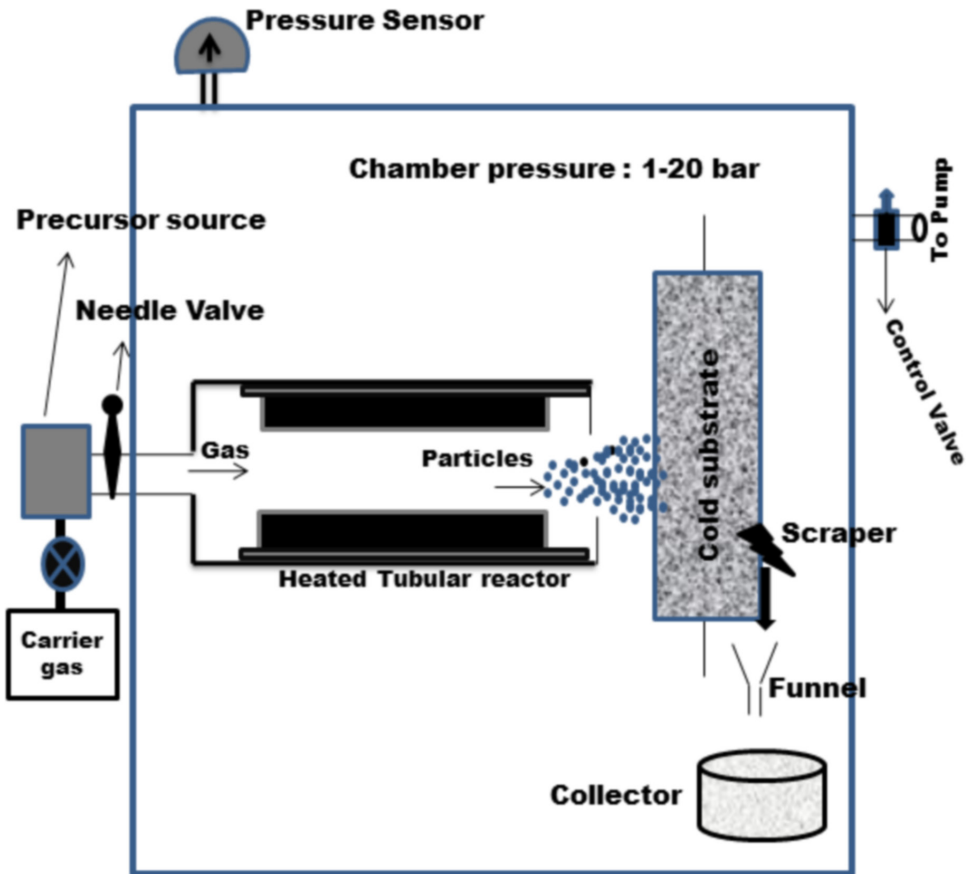 Pressure Sensor
Chamber pressure : 1-20 bar
Precursor source
To Pump
Needle Valve
Control Valve
Gas
Particles
Cold substrate
Scraper
Heated Tubular reactor
Carrier
gas
Funnel
Collector